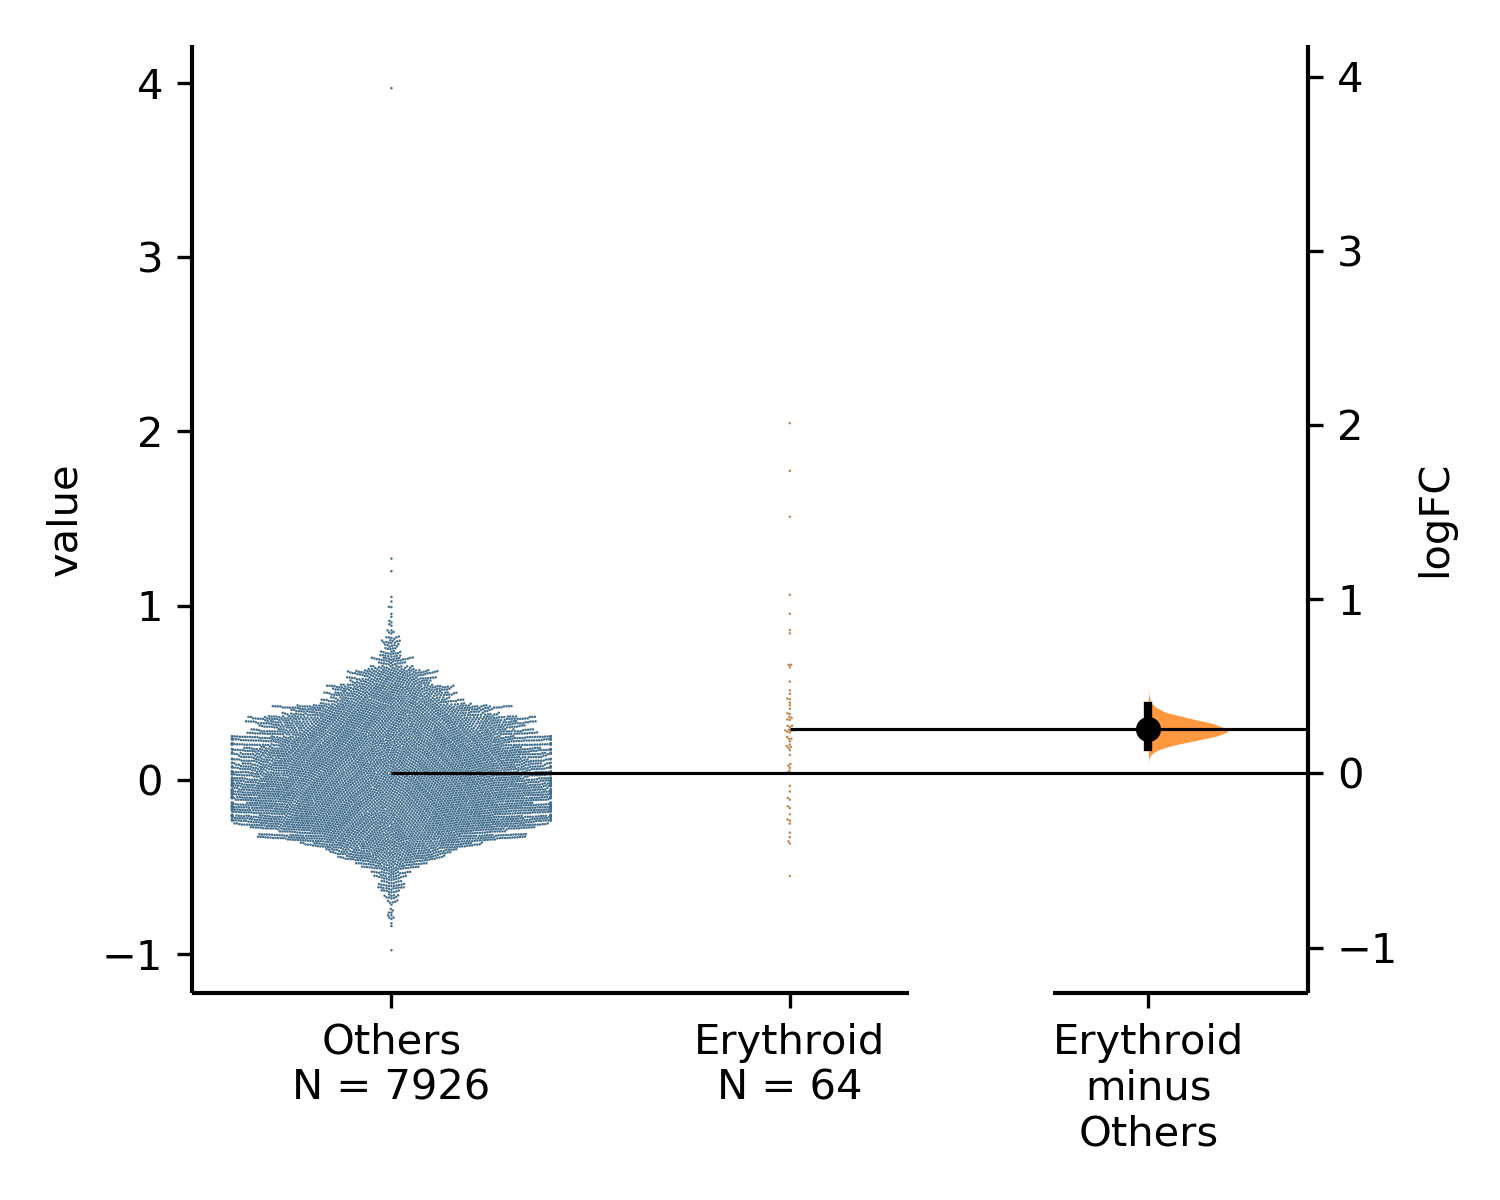 4
3
2
1
0
−1
value
4
3
2
1
0
−1
logFC
Others
N = 7926
Erythroid
N = 64
Erythroid
minus
Others